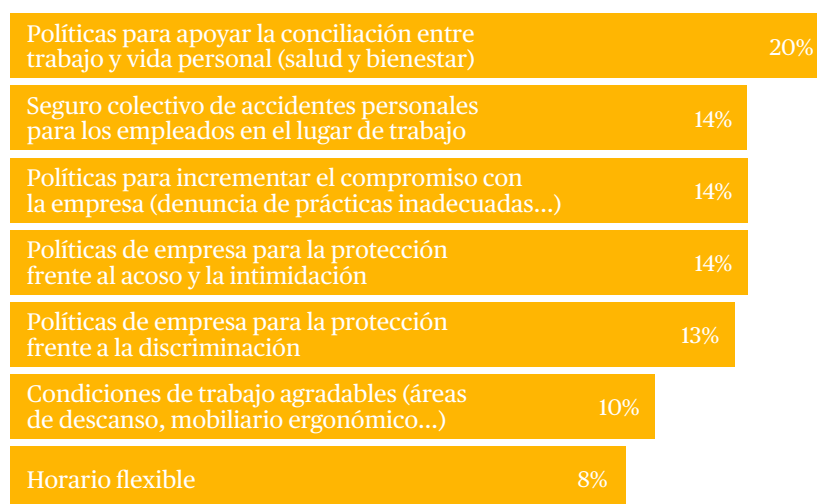 Políticas para apoyar la conciliación entre
trabajo y vida personal (salud y bienestar)
20%
Seguro colectivo de accidentes personales
para los empleados en el lugar de trabajo
14%
Políticas para incrementar el compromiso con
la empresa (denuncia de prácticas inadecuadas...)
14%
Políticas de empresa para la protección
frente al acoso y la intimidación
14%
Políticas de empresa para la protección
frente a la discriminación
13%
Condiciones de trabajo agradables (áreas
de descanso, mobiliario ergonómico...)
10%
Horario flexible
8%